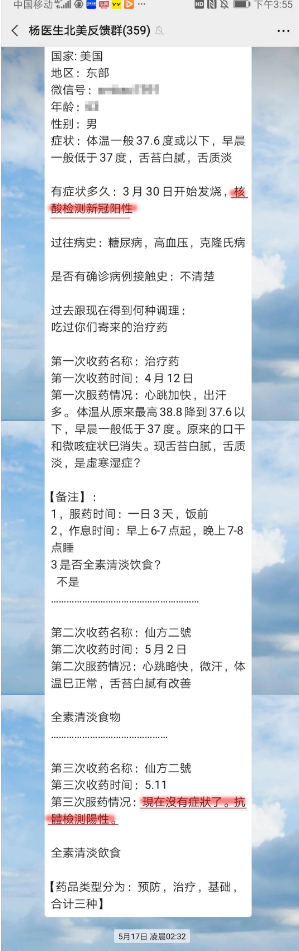 中国移动
下午3:55
杨医生北美反馈群(359)
国家: 美国
地区: 东部
微信号:
年龄:
性别: 男
症状: 体温一般37.6度或以下，早晨
一般低于37度，舌苔白腻，舌质淡
有症状多久: 3月30日开始发烧，核
酸检测新冠阳性
过往病史: 糖尿病，高血压，克隆氏病
是否有确诊病例接触史: 不清楚
过去跟现在得到何种调理:
吃过你们寄来的治疗药
第一次收药名称: 治疗药
第一次收药时间: 4月12日
第一次服药情况: 心跳加快，出汗
多。体温从原来最高38.8降到37.6以
下，早晨一般低于37度。原来的口干
和微咳症状巳消失。现舌苔白腻，舌质
淡，是虚寒湿症?
【备注】:
1，服药时间: 一日3天，饭前
2，作息时间: 早上6-7点起，晚上7-8
点睡
3是否全素清淡饮食?
不是
………………………………………
第二次收药名称: 仙方二號
第二次收药时间: 5月2日
第二次服药情况: 心跳略快，微汗，体
温巳正常，舌苔白腻有改善
全素清淡食物
………………………………
第三次收药名称: 仙方二號
第三次收药时间: 5.11
第三次服药情况: 現在沒有症狀了。抗
體檢測陽性。
全素清淡飲食
【药品类型分为: 预防，治疗，基础，
合计三种】
5月17日 凌晨02:32